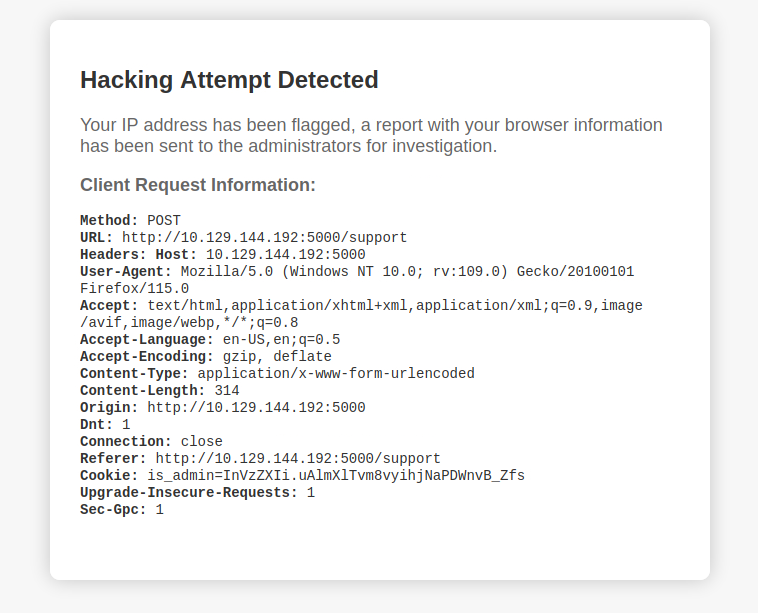 Hacking Attempt Detected
Your IP address has been flagged, a report with your browser information
has been sent to the administrators for investigation.
Client Request Information:
Method: POST
URL: http://10.129.144.192:5000/support
Headers: Host: 10.129.144.192:5000
User-Agent: Mozilla/5.0 (Windows NT 10.0; rv:109.0) Gecko/20100101
Firefox/115.0
Accept: text/html,application/xhtml+xml,application/xml;q=0.9,image
/avif,image/webp,*/*;q=0.8
Accept-Language: en-US,en;q=0.5
Accept-Encoding: gzip, deflate
Content-Type: application/x-www-form-urlencoded
Content-Length: 314
Origin: http://10.129.144.192:5000
Dnt: 1
Connection: close
Referer: http://10.129.144.192:5000/support
Cookie: is_admin=InVzZXIi.uAlmXlTvm8vyihjNaPDWnvB_Zfs
Upgrade-Insecure-Requests: 1
Sec-Gpc: 1